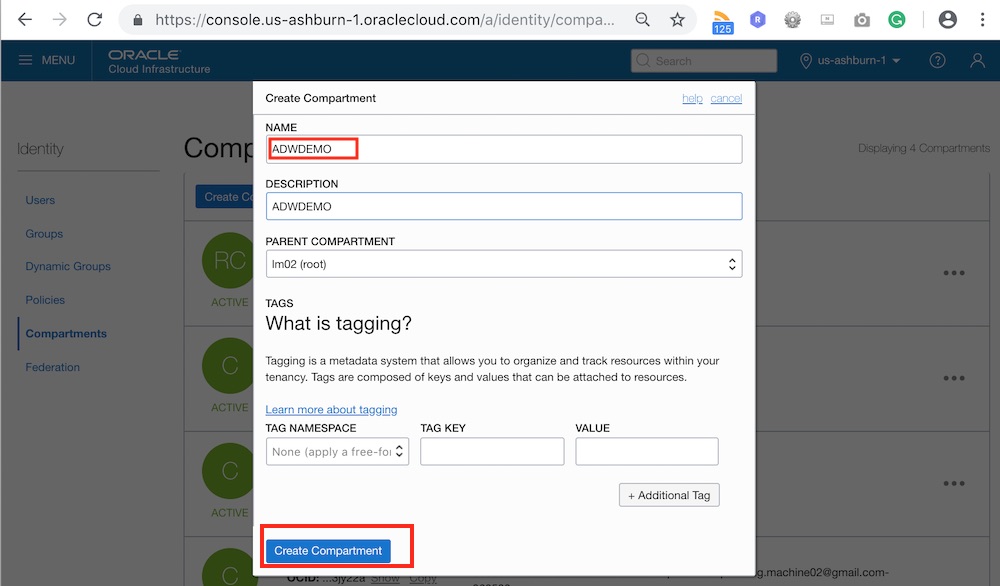 https://console.us-ashburn-1.oraclecloud.com/a/identity/compa...
125
R
G
MENU
ORACLE
Cloud Infrastructure
Search
us-ashburn-1
?
Create Compartment
help
cancel
Identity
Comp
Displaying 4 Compartments
NAME
ADWDEMO
Users
Groups
Dynamic Groups
Policies
Compartments
Federation
Create Co
RC
ACTIVE
C
ACTIVE
C
ACTIVE
C
DESCRIPTION
ADWDEMO
PARENT COMPARTMENT
lm02 (root)
TAGS
What is tagging?
Tagging is a metadata system that allows you to organize and track resources within your
tenancy. Tags are composed of keys and values that can be attached to resources.
Learn more about tagging
TAG NAMESPACE
TAG KEY
VALUE
None (apply a free-for
+ Additional Tag
Create Compartment
OCID: ...3jy22a Show Copy
g.machine02@gmail.com-